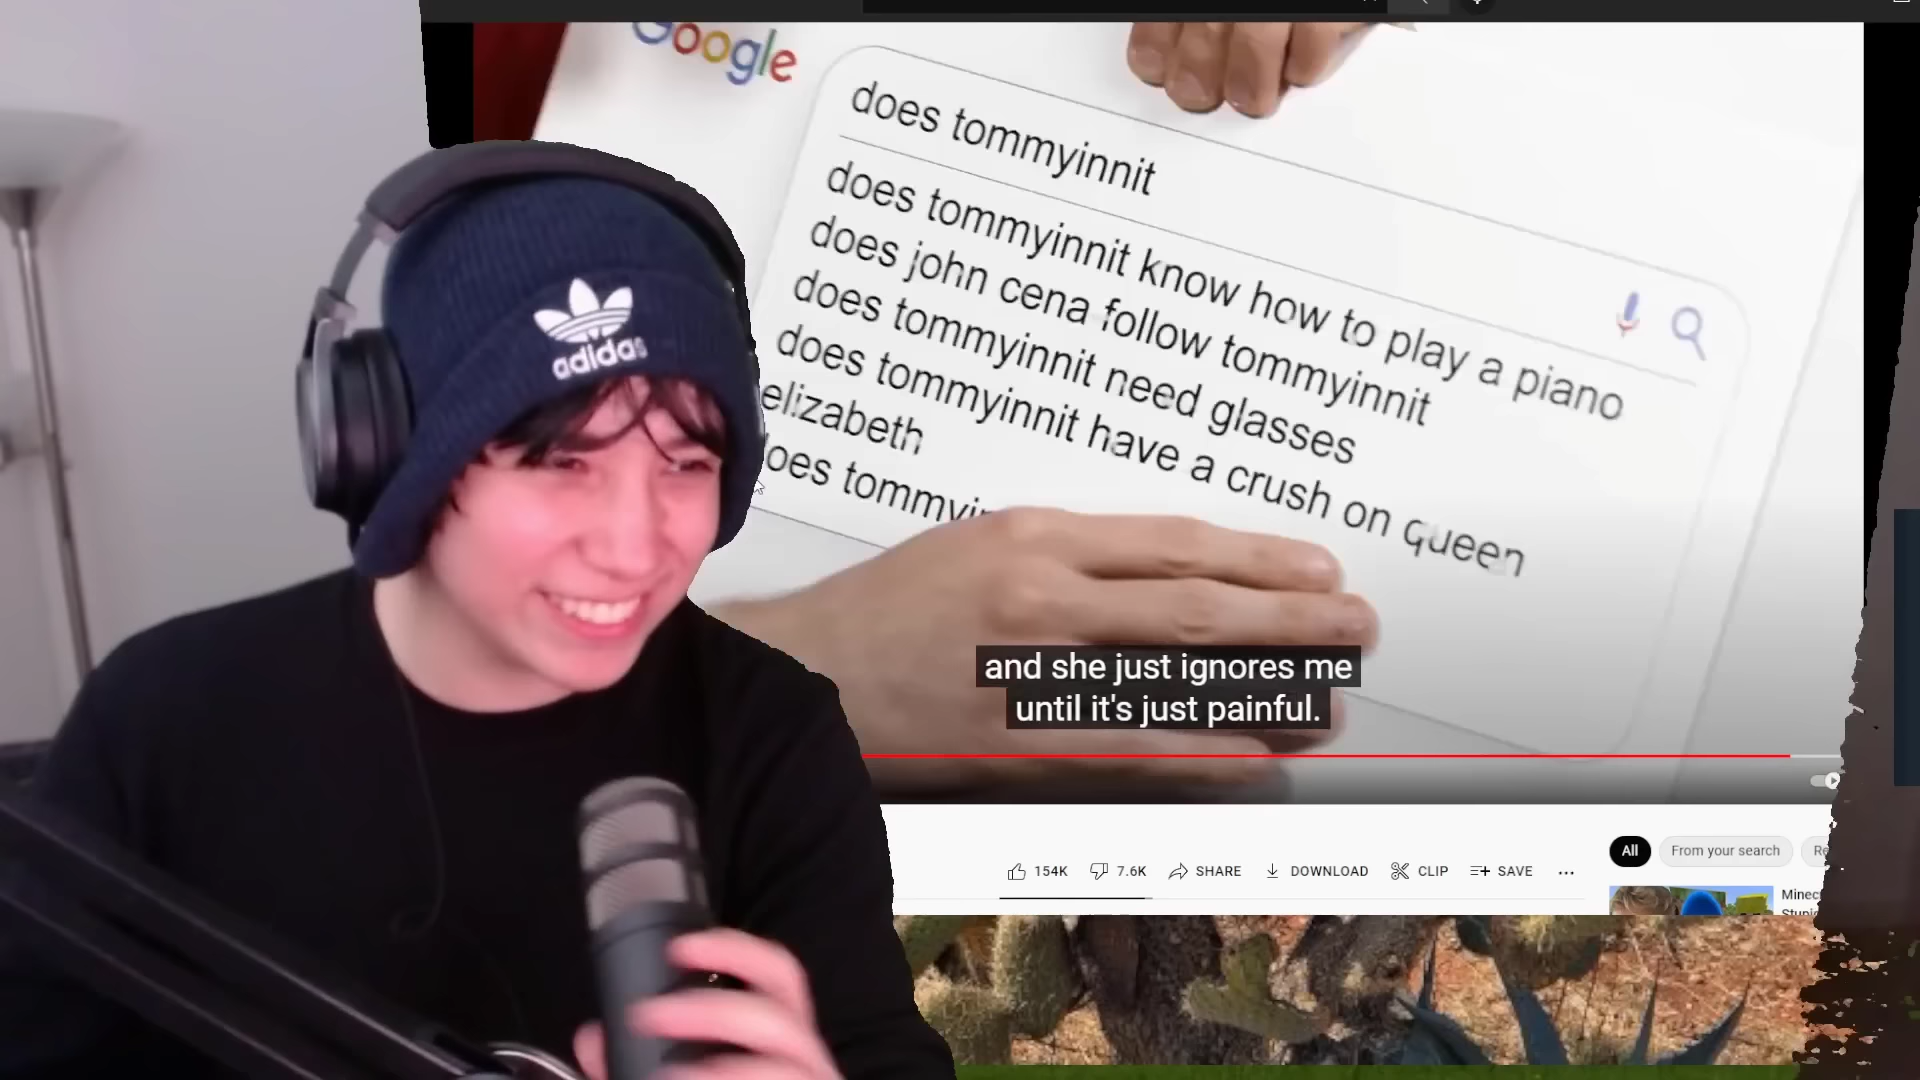 Google
does tommyinnit
does tommyinnit know how to play a piano
does john cena follow tommyinnit
does tommyinnit need glasses
does tommyinnit have a crush on queen
elizabeth
does
adidas
and she just ignores me
until it's just painful.
154K 7.6K SHARE DOWNLOAD CLIP SAVE ...
All From your search